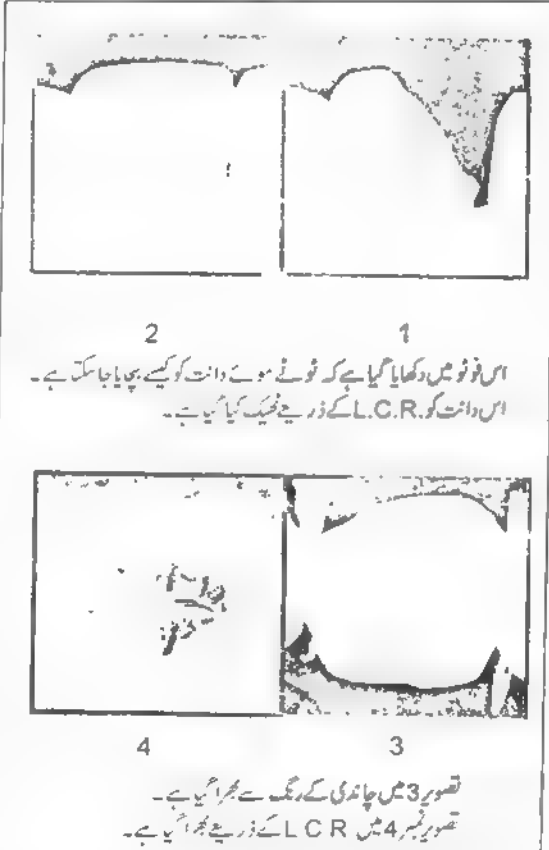 2 1
اس فوٹو میں دکھایا گیا ہے کہ ٹوٹے ہوئے دانت کو کیسے بچایا جا سکتا ہے۔
اس دانت کو L.C.R. کے ذریعے ٹھیک کیا گیا ہے۔
4 3
تصویر 3 میں چاندی کے رنگ سے بھرا گیا ہے۔
تصویر نمبر 4 میں L C R کے ذریعے بھرا گیا ہے۔